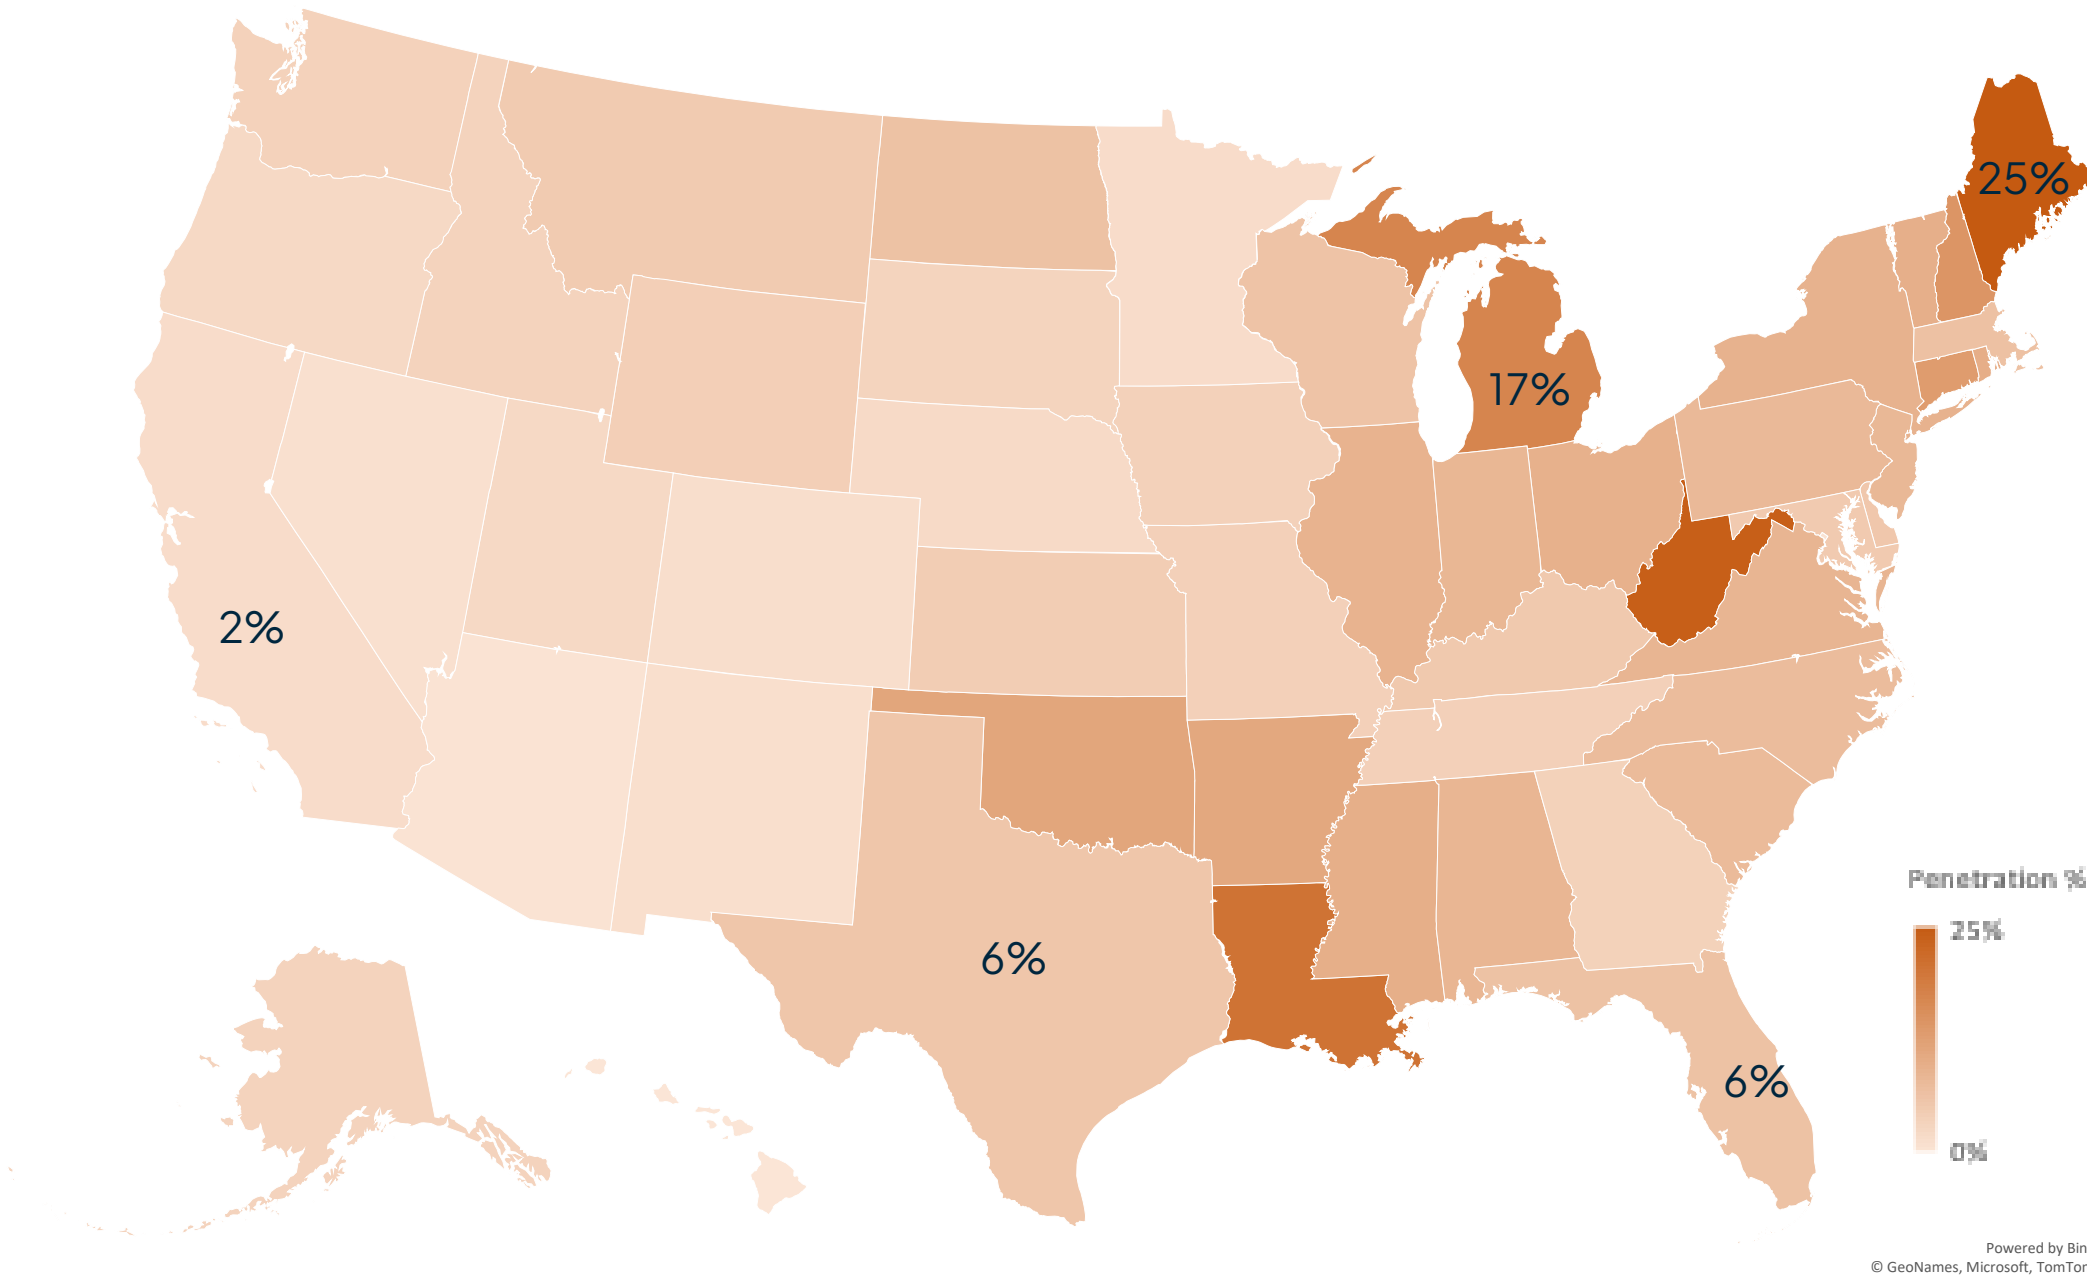 25%
17%
2%
6%
6%
Penetration %
25%
0%
Powered by Bin
© GeoNames, Microsoft, TomTor